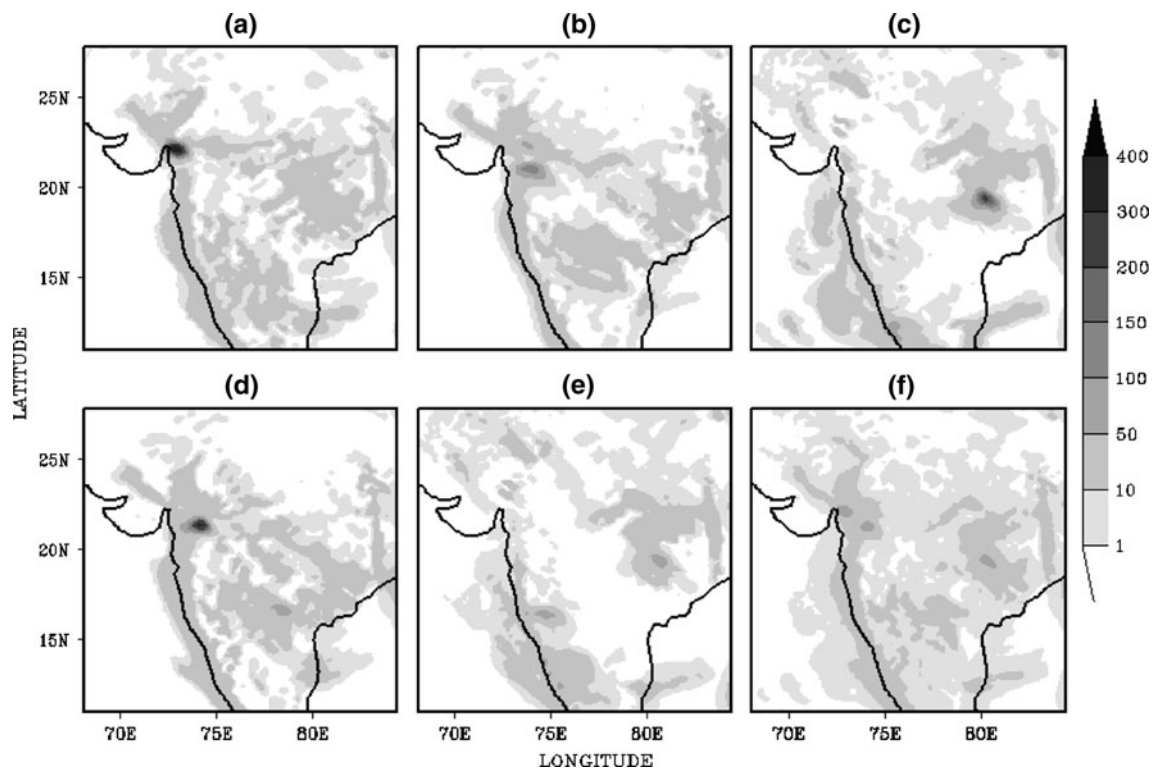 (a) (b) (c)
25N
20N
15N
LATITUDE
400
300
200
150
100
50
10
1
(d) (e) (f)
25N
20N
15N
70E 75E 80E 70E 75E 80E 70E 75E 80E
LONGITUDE